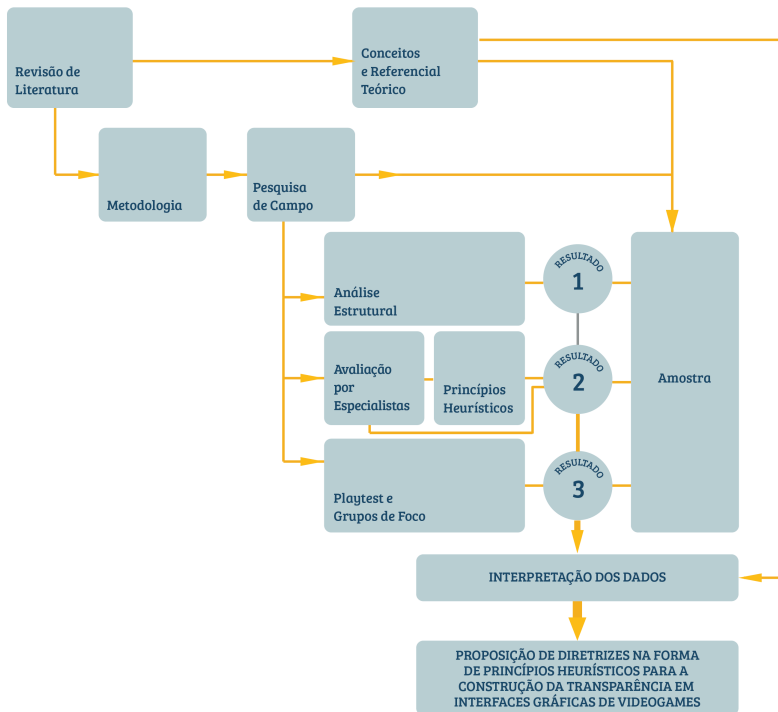 Revisão de
Literatura
Conceitos
e Referencial
Teórico
Metodologia
Pesquisa
de Campo
Análise
Estrutural
RESULTADO
1
Avaliação
por
Especialistas
Princípios
Heurísticos
RESULTADO
2
Amostra
Playtest e
Grupos de Foco
RESULTADO
3
INTERPRETAÇÃO DOS DADOS
PROPOSIÇÃO DE DIRETRIZES NA FORMA
DE PRINCÍPIOS HEURÍSTICOS PARA A
CONSTRUÇÃO DA TRANSPARÊNCIA EM
INTERFACES GRÁFICAS DE VIDEOGAMES